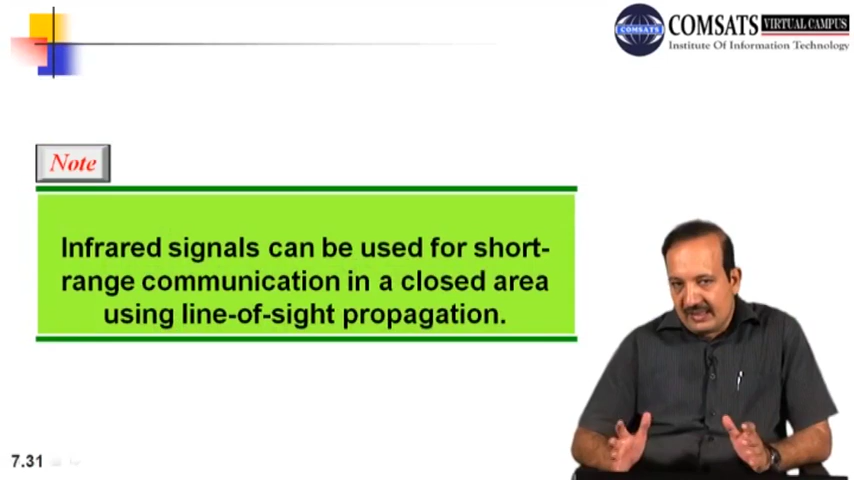 COMSATS VIRTUAL CAMPUS
Institute Of Information Technology
COMSATS
Note
Infrared signals can be used for short-
range communication in a closed area
using line-of-sight propagation.
7.31